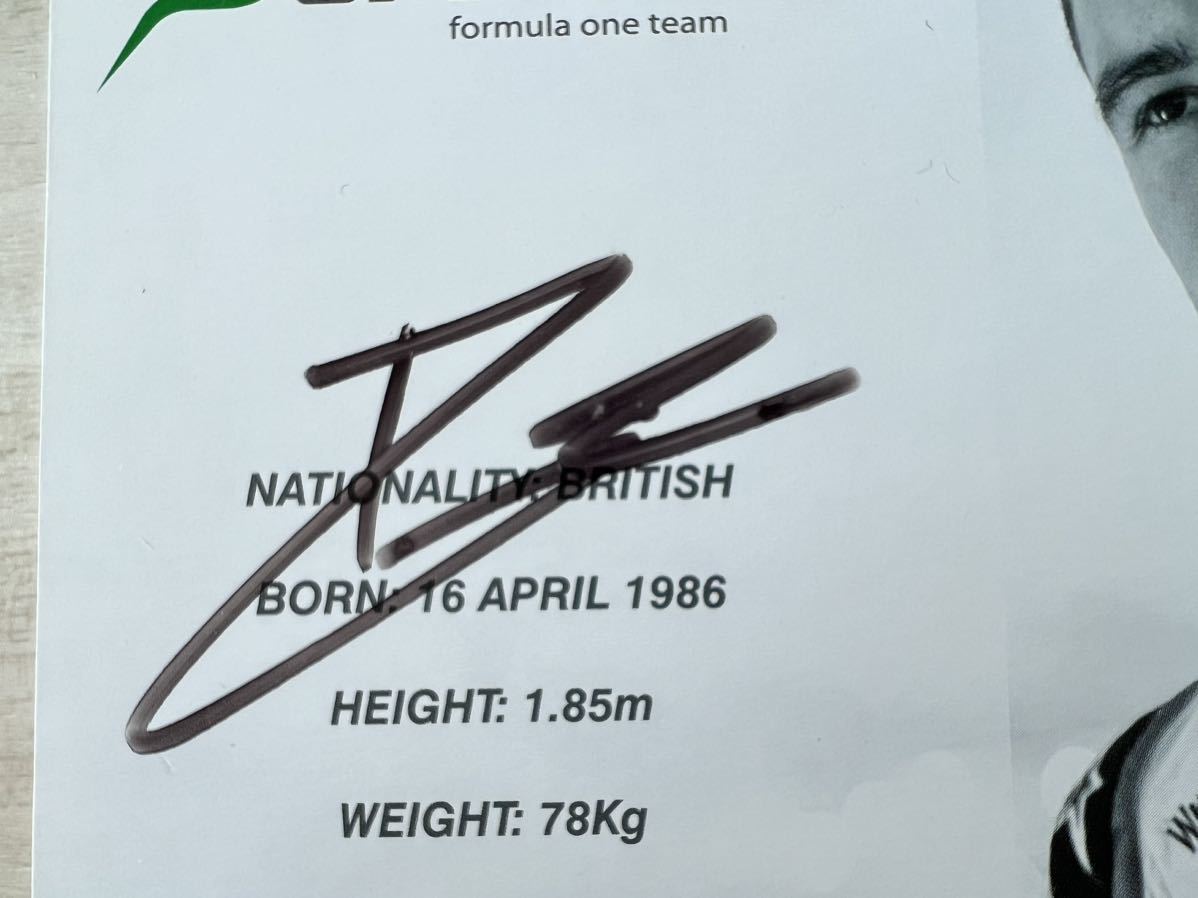 formula one team
NATIONALITY: BRITISH
BORN: 16 APRIL 1986
HEIGHT: 1.85m
WEIGHT: 78Kg